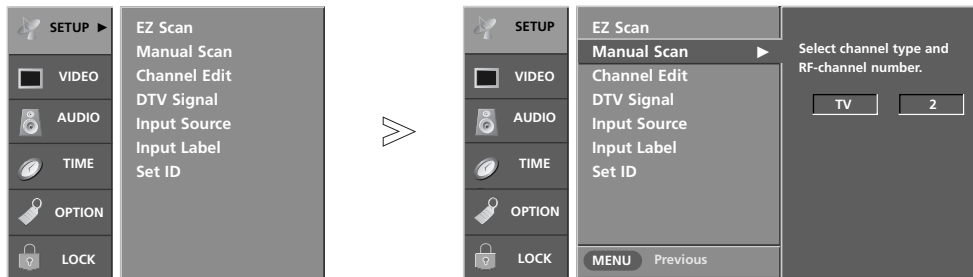 SETUP ►
VIDEO
AUDIO
TIME
OPTION
LOCK
EZ Scan
Manual Scan
Channel Edit
DTV Signal
Input Source
Input Label
Set ID
SETUP
VIDEO
AUDIO
TIME
OPTION
LOCK
EZ Scan
Manual Scan ►
Channel Edit
DTV Signal
Input Source
Input Label
Set ID
MENU Previous
Select channel type and
RF-channel number.
TV 2